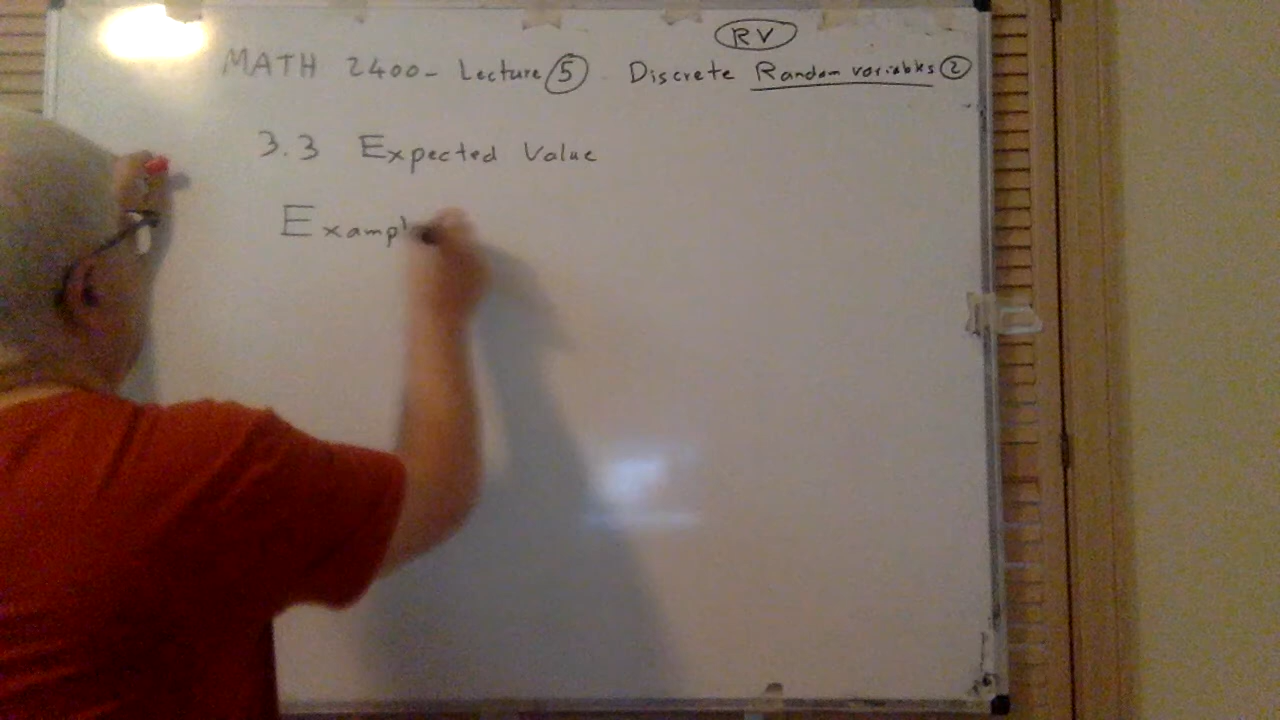 RV
MATH 2400- Lecture 5 Discrete Random variables 2
3.3 Expected Value
Exampl